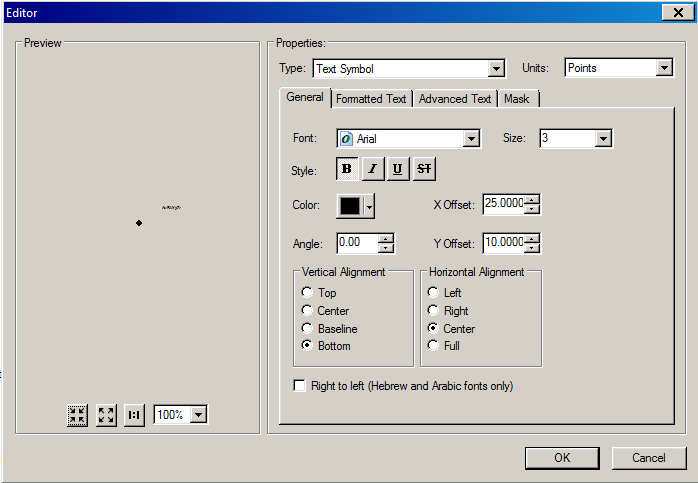 Editor
Preview
100%
Properties:
Type: Text Symbol Units: Points
General Formatted Text Advanced Text Mask
Font: Arial Size: 3
Style: B I U ST
Color: X Offset: 25.0000
Angle: 0.00 Y Offset: 10.0000
Vertical Alignment
Top
Center
Baseline
Bottom
Horizontal Alignment
Left
Right
Center
Full
Right to left (Hebrew and Arabic fonts only)
OK Cancel